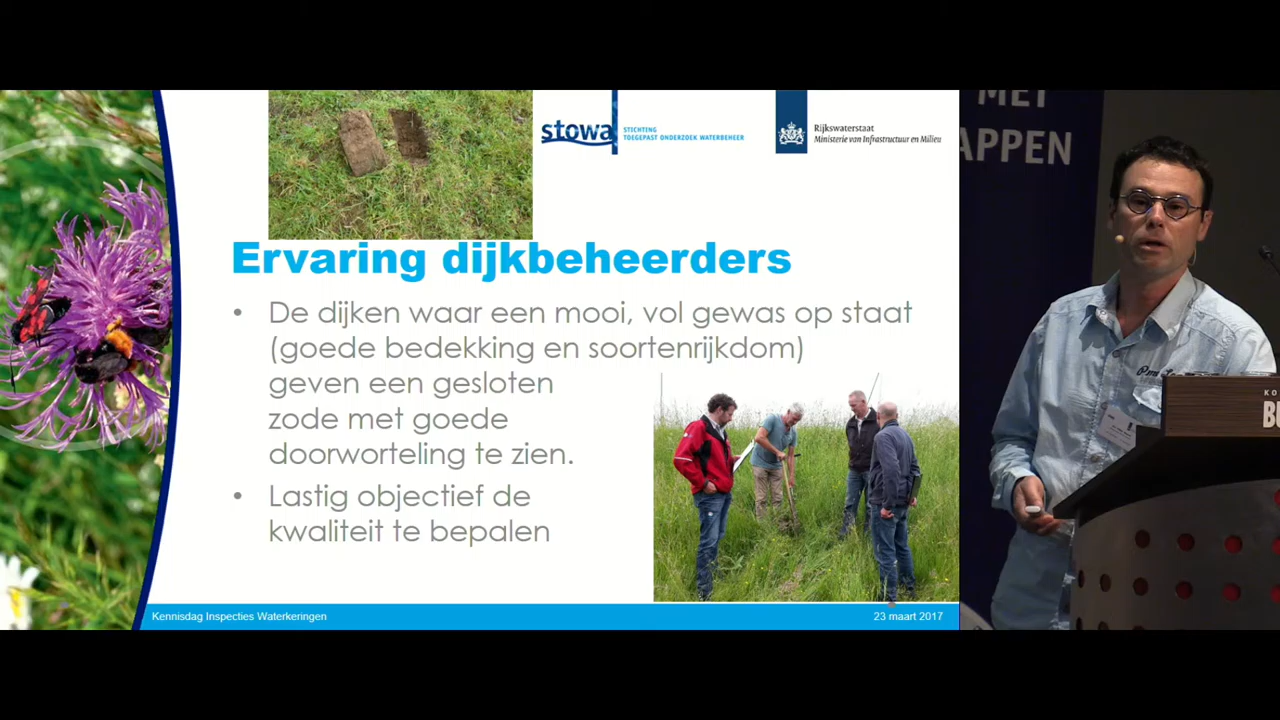 stowa
STICHTING
TOEGEPAST ONDERZOEK WATERBEHEER
Rijkswaterstaat
Ministerie van Infrastructuur en Milieu
MET
APPEN
Ervaring dijkbeheerders
• De dijken waar een mooi, vol gewas op staat
(goede bedekking en soortenrijkdom)
geven een gesloten
zode met goede
doorworteling te zien.
• Lastig objectief de
kwaliteit te bepalen
Kennisdag Inspecties Waterkeringen
23 maart 2017
KO
BU